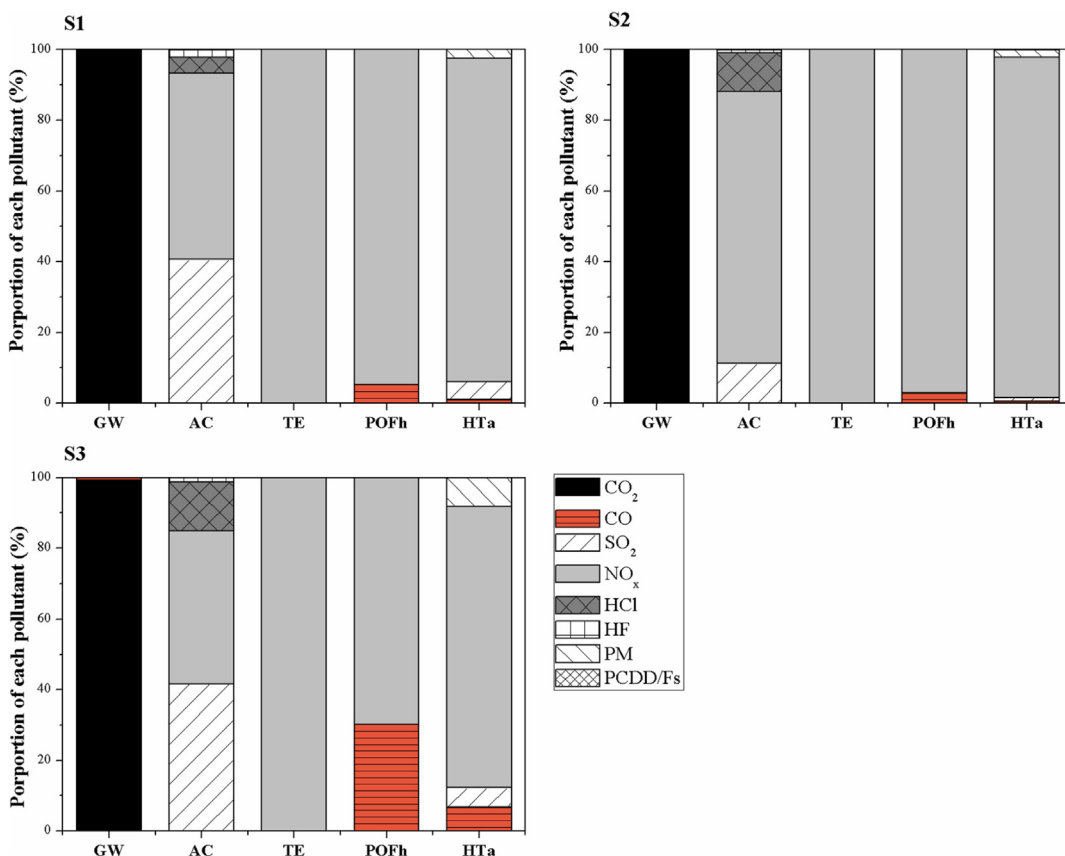 S1
Porportion of each pollutant (%)
100
80
60
40
20
0
GW AC TE POFh HTa
S2
Porportion of each pollutant (%)
100
80
60
40
20
0
GW AC TE POFh HTa
S3
Porportion of each pollutant (%)
100
80
60
40
20
0
GW AC TE POFh HTa
CO₂
CO
SO₂
NOₓ
HCl
HF
PM
PCDD/Fs